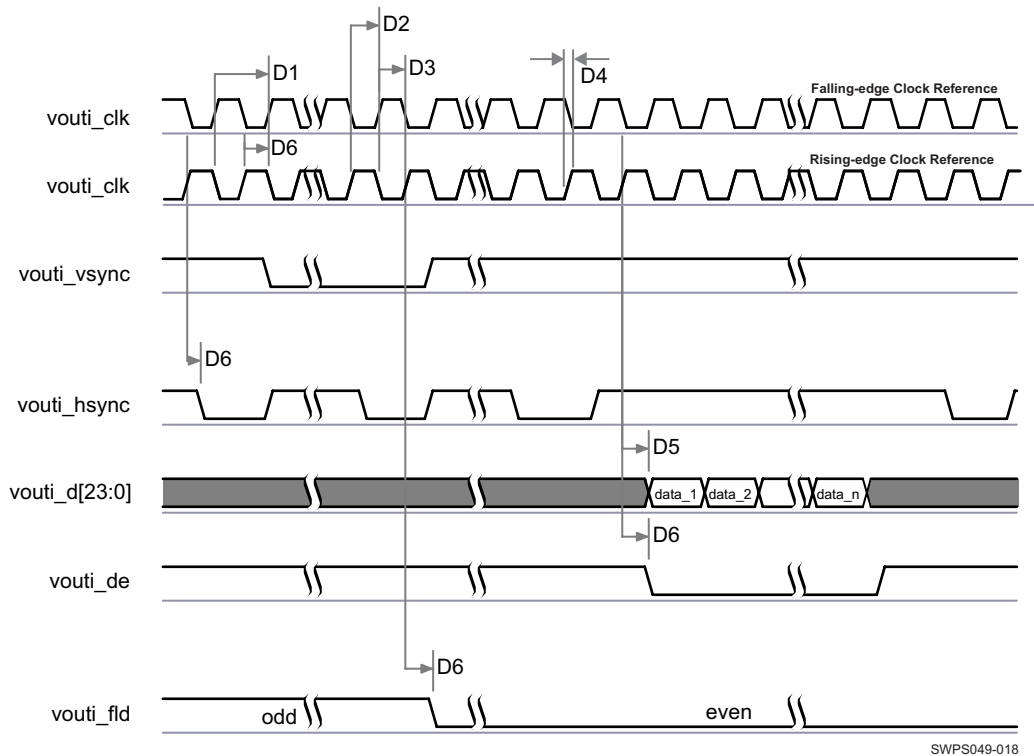 D2
D1
D3
D4
Falling-edge Clock Reference
vouti_clk
D6
Rising-edge Clock Reference
vouti_clk
vouti_vsync
D6
vouti_hsync
D5
vouti_d[23:0]
data_1 data_2 data_n
D6
vouti_de
D6
vouti_fld
odd
even
SWPS049-018